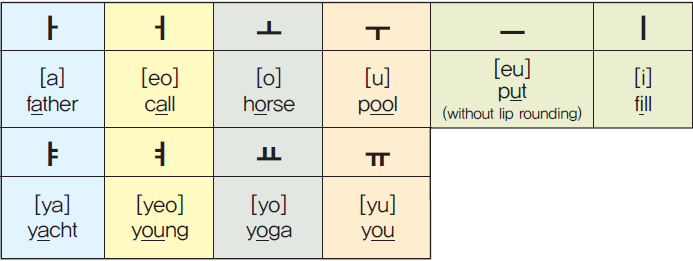 ㅏ ㅓ ㅗ ㅜ ㅡ ㅣ
[a] [eo] [o] [u] [eu] [i]
father call horse pool put fill
(without lip rounding)
ㅑ ㅕ ㅛ ㅠ
[ya] [yeo] [yo] [yu]
yacht young yoga you